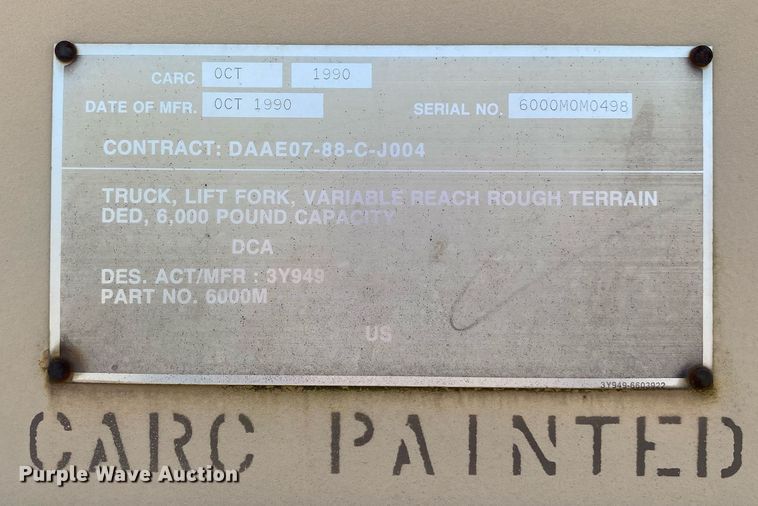 CARC OCT 1990
DATE OF MFR. OCT 1990 SERIAL NO. 6000M0M0498
CONTRACT: DAAE07-88-C-J004
TRUCK, LIFT FORK, VARIABLE REACH ROUGH TERRAIN
DED, 6,000 POUND CAPACITY
DCA
DES. ACT/MFR : 3Y949
PART NO. 6000M
US
3Y949-6603922
CARC PAINTED
Purple Wave Auction